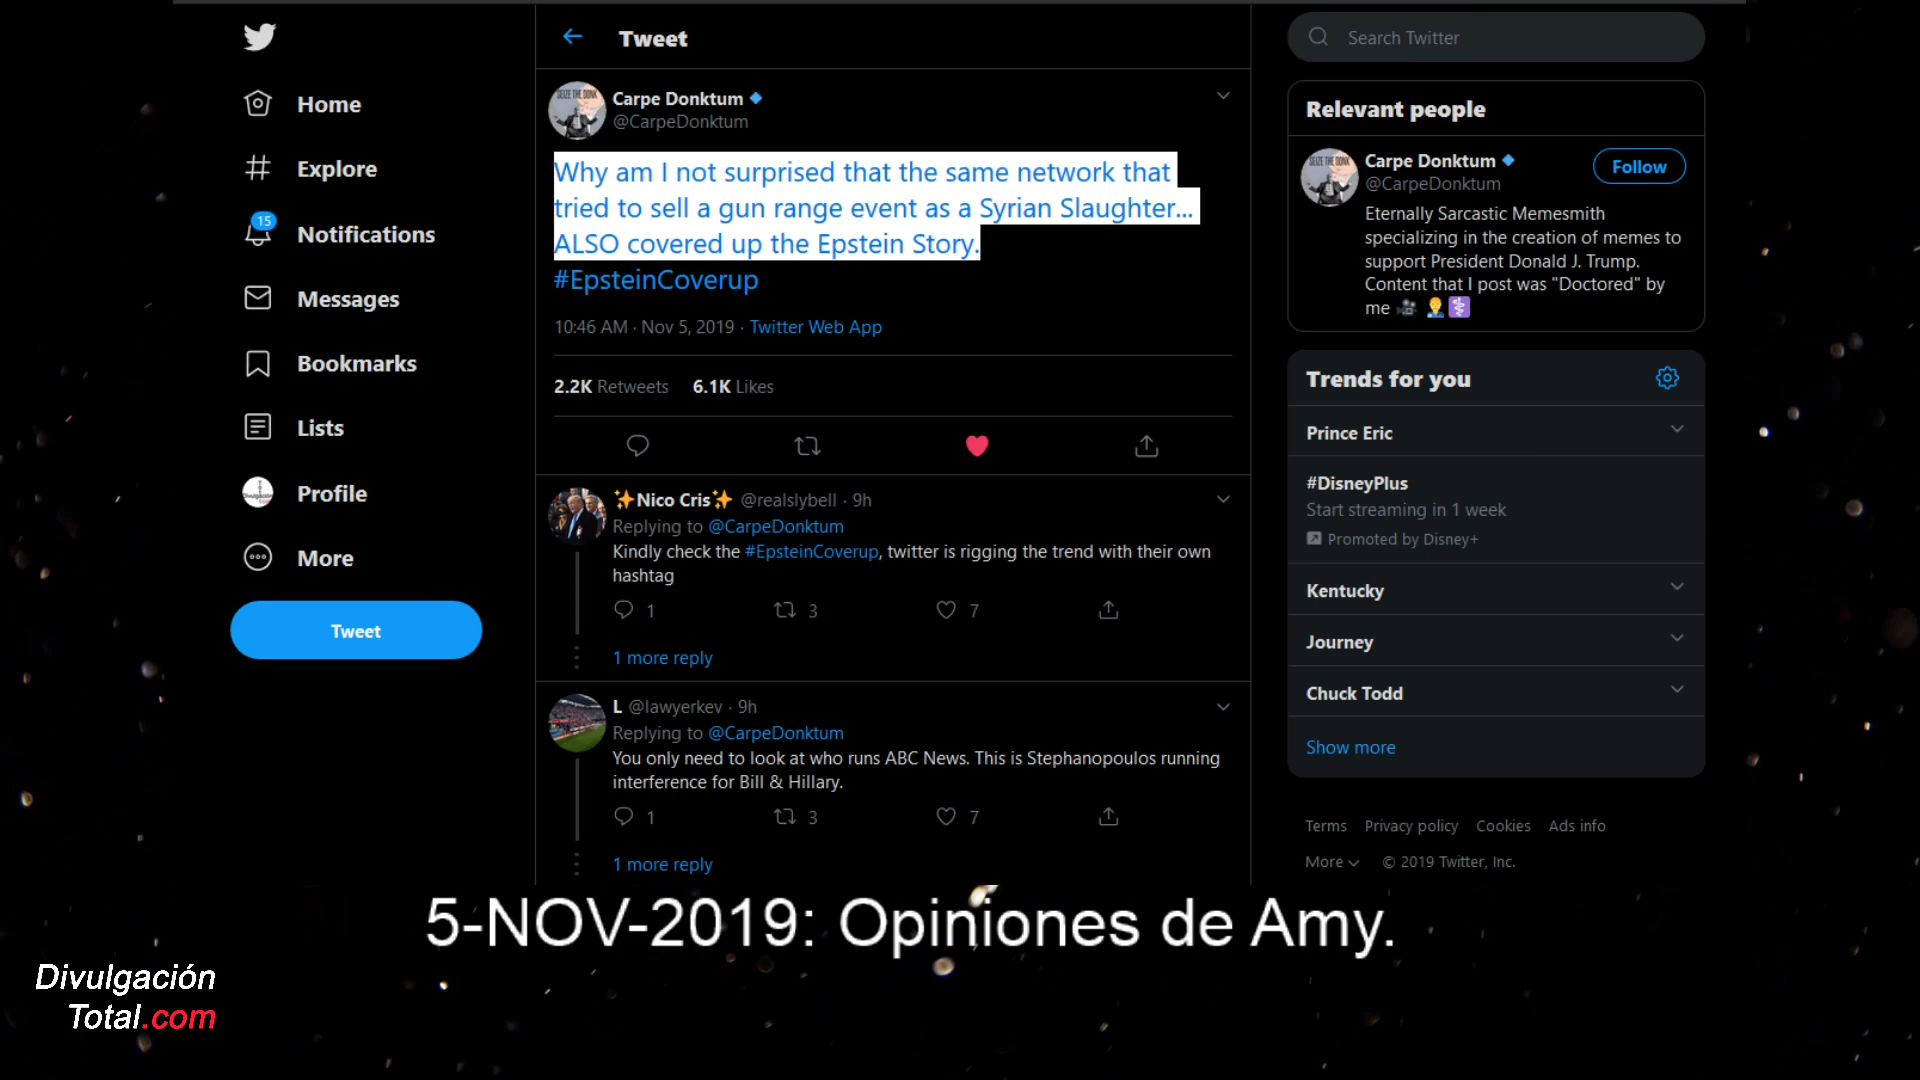 Tweet
Search Twitter
Home
Explore
15
Notifications
Messages
Bookmarks
Lists
Profile
More
Tweet
SEIZE THE DONK
Carpe Donktum
@CarpeDonktum
Why am I not surprised that the same network that
tried to sell a gun range event as a Syrian Slaughter...
ALSO covered up the Epstein Story.
#EpsteinCoverup
10:46 AM · Nov 5, 2019 · Twitter Web App
2.2K Retweets 6.1K Likes
✨Nico Cris✨ @realslybell · 9h
Replying to @CarpeDonktum
Kindly check the #EpsteinCoverup, twitter is rigging the trend with their own
hashtag
1 3 7
1 more reply
L @lawyerkev · 9h
Replying to @CarpeDonktum
You only need to look at who runs ABC News. This is Stephanopoulos running
interference for Bill & Hillary.
1 3 7
1 more reply
Relevant people
SEIZE THE DONK
Carpe Donktum
@CarpeDonktum
Follow
Eternally Sarcastic Memesmith
specializing in the creation of memes to
support President Donald J. Trump.
Content that I post was "Doctored" by
me
Trends for you
Prince Eric
#DisneyPlus
Start streaming in 1 week
Promoted by Disney+
Kentucky
Journey
Chuck Todd
Show more
Terms Privacy policy Cookies Ads info
More © 2019 Twitter, Inc.
5-NOV-2019: Opiniones de Amy.
Divulgación
Total.com